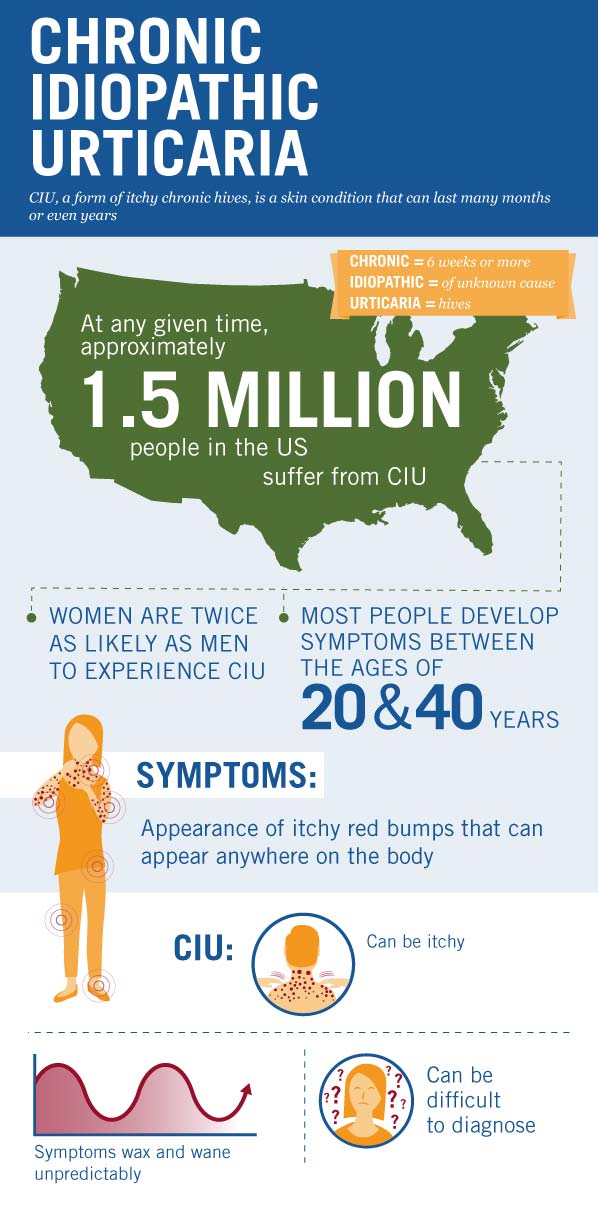 CHRONIC
IDIOPATHIC
URTICARIA
CIU, a form of itchy chronic hives, is a skin condition that can last many months
or even years
CHRONIC = 6 weeks or more
IDIOPATHIC = of unknown cause
URTICARIA = hives
At any given time,
approximately
1.5 MILLION
people in the US
suffer from CIU
WOMEN ARE TWICE
AS LIKELY AS MEN
TO EXPERIENCE CIU
MOST PEOPLE DEVELOP
SYMPTOMS BETWEEN
THE AGES OF
20 & 40 YEARS
SYMPTOMS:
Appearance of itchy red bumps that can
appear anywhere on the body
CIU:
Can be itchy
Symptoms wax and wane
unpredictably
? ? ? ? ? ? ? ?
Can be
difficult
to diagnose